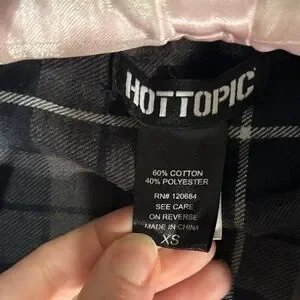 HOTTOPIC
60% COTTON
40% POLYESTER
RN# 120684
SEE CARE
ON REVERSE
MADE IN CHINA
XS